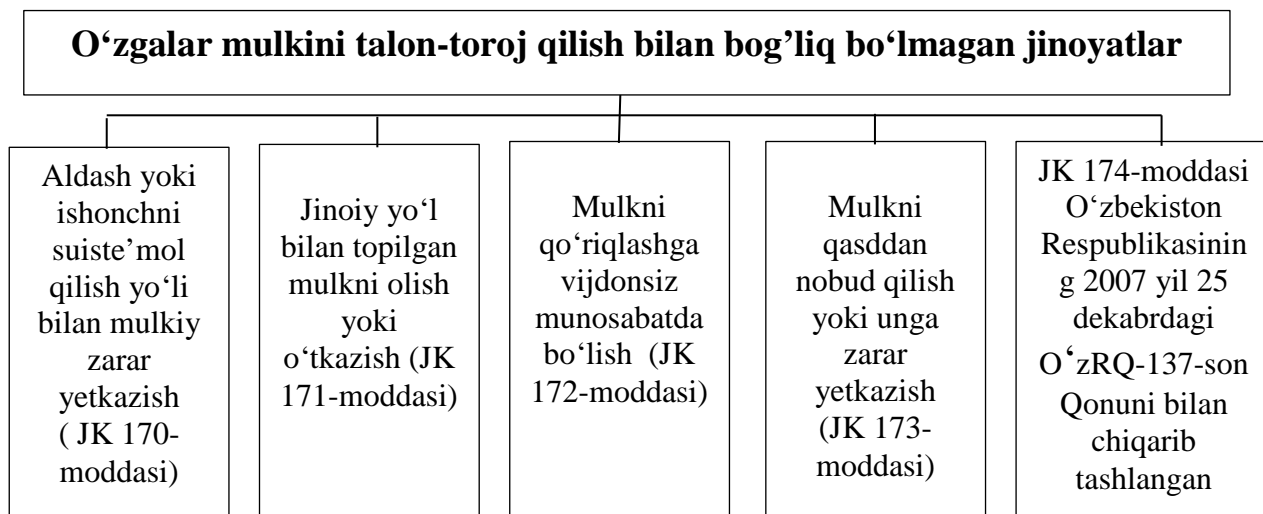 O‘zgalar mulkini talon-toroj qilish bilan bog’liq bo‘lmagan jinoyatlar
Aldash yoki
ishonchni
suiste’mol
qilish yo‘li
bilan mulkiy
zarar
yetkazish
( JK 170-
moddasi)
Jinoiy yo‘l
bilan topilgan
mulkni olish
yoki
o‘tkazish (JK
171-moddasi)
Mulkni
qo‘riqlashga
vijdonsiz
munosabatda
bo‘lish (JK
172-moddasi)
Mulkni
qasddan
nobud qilish
yoki unga
zarar
yetkazish
(JK 173-
moddasi)
JK 174-moddasi
O‘zbekiston
Respublikasinin
g 2007 yil 25
dekabrdagi
O‘zRQ-137-son
Qonuni bilan
chiqarib
tashlangan